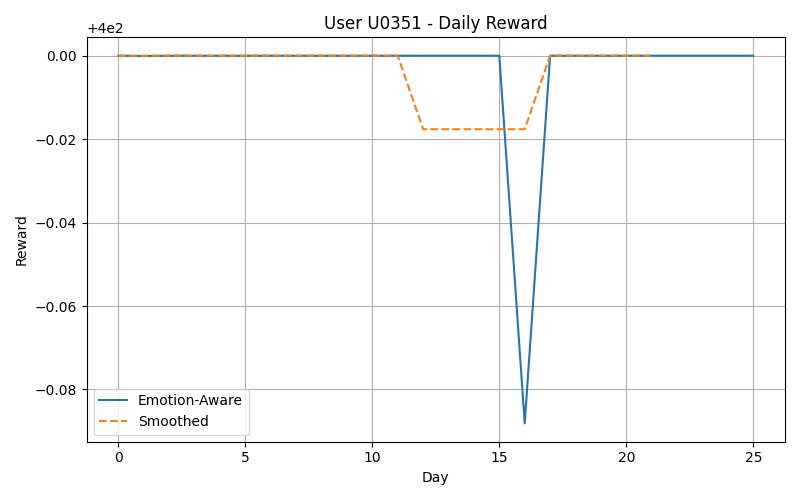 User U0351 - Daily Reward
+4e2
0.00
−0.02
−0.04
−0.06
−0.08
Reward
Emotion-Aware
Smoothed
0 5 10 15 20 25
Day